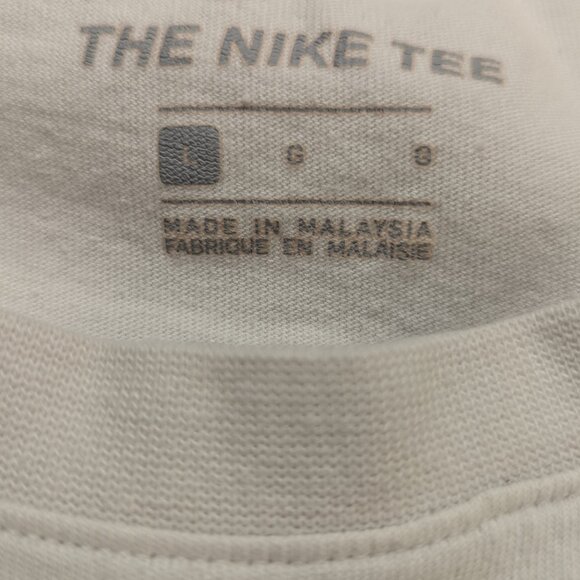 THE NIKE TEE
L G G
MADE IN MALAYSIA
FABRIQUE EN MALAISIE